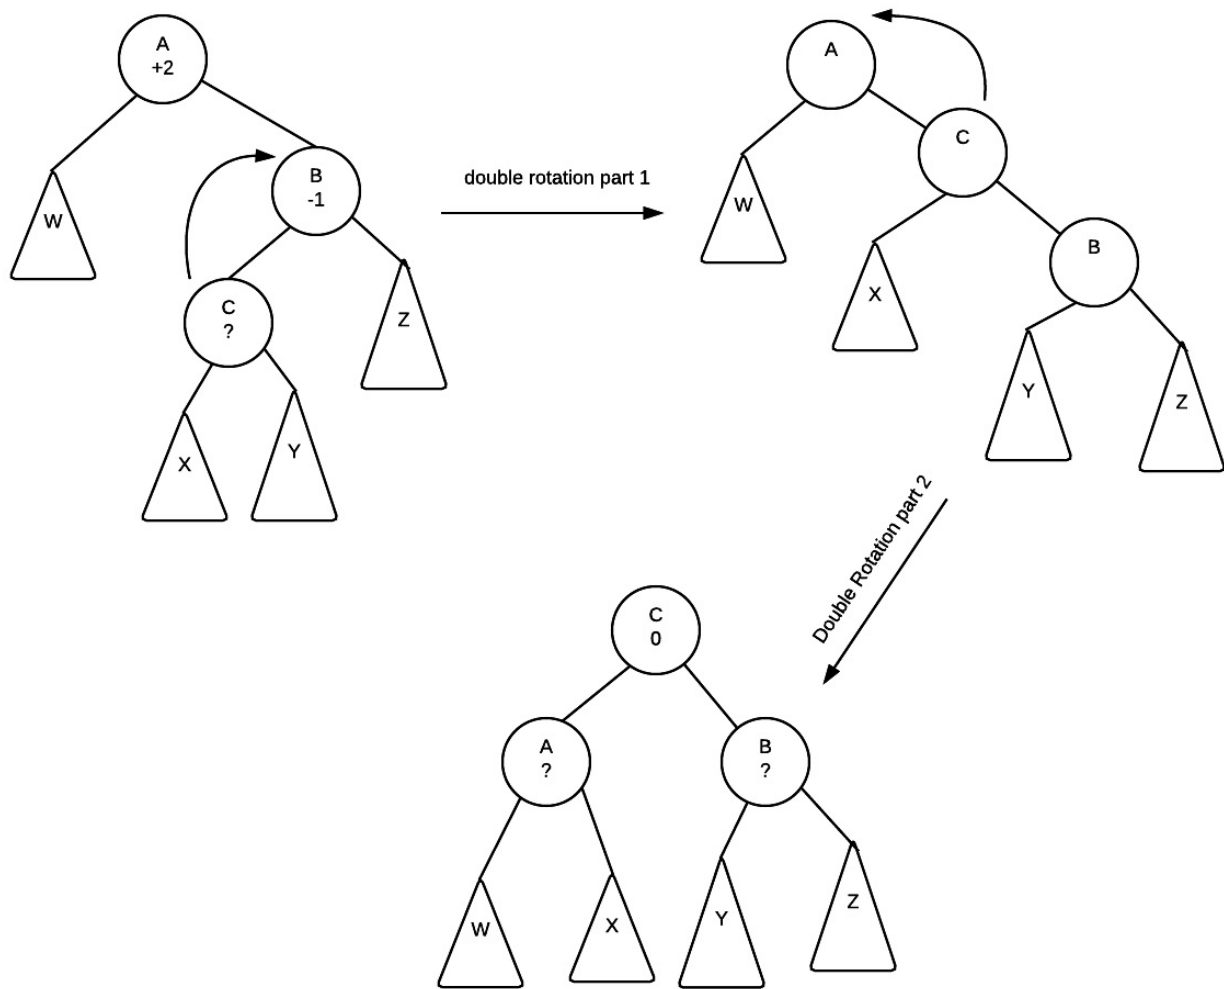 A
+2
B
-1
W
C
?
Z
X
Y
double rotation part 1
A
C
W
B
X
Y
Z
Double Rotation part 2
C
0
A
?
B
?
W
X
Y
Z